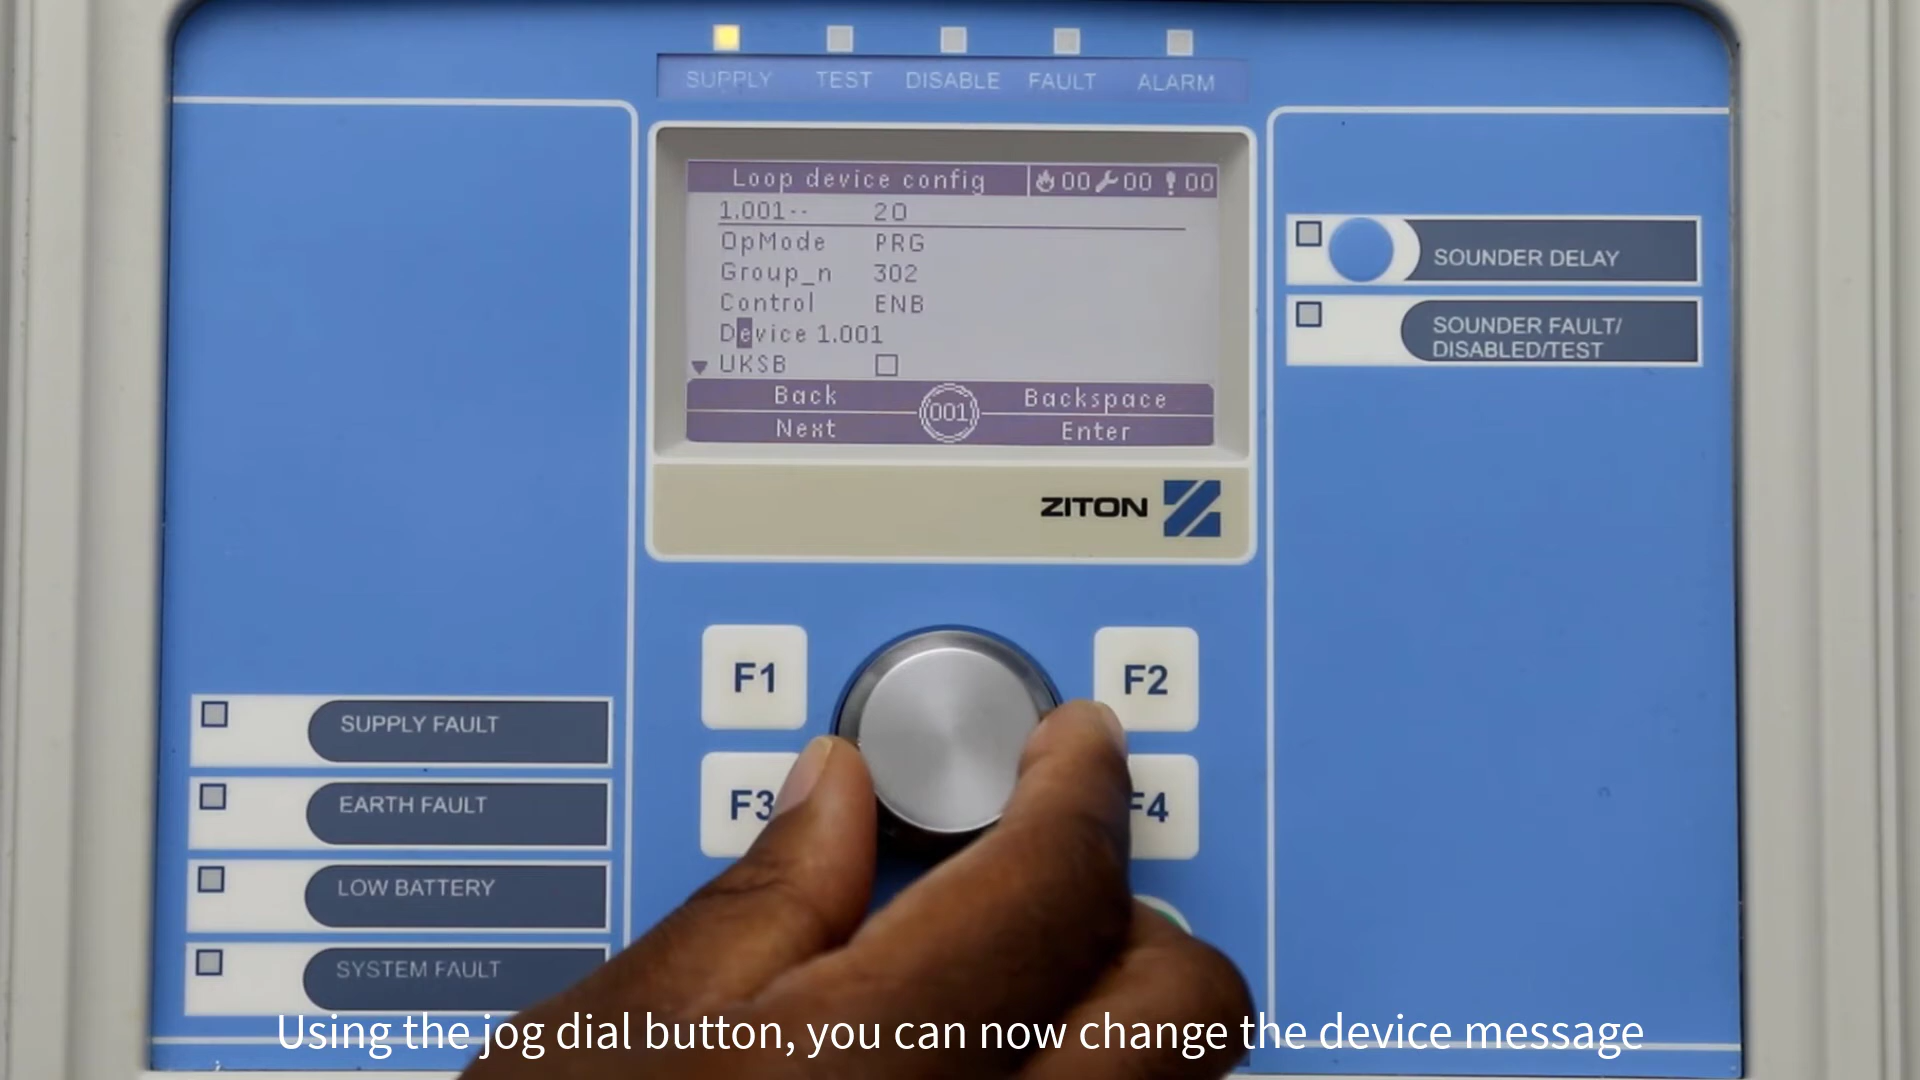 SUPPLY TEST DISABLE FAULT ALARM
Loop device config 00 00 00
1.001-- 2O
OpMode PRG
Group_n 302
Control ENB
Device 1.001
UKSB
Back 001 Backspace
Next Enter
ZITON
SOUNDER DELAY
SOUNDER FAULT/
DISABLED/TEST
F1 F2
F3 F4
SUPPLY FAULT
EARTH FAULT
LOW BATTERY
SYSTEM FAULT
Using the jog dial button, you can now change the device message